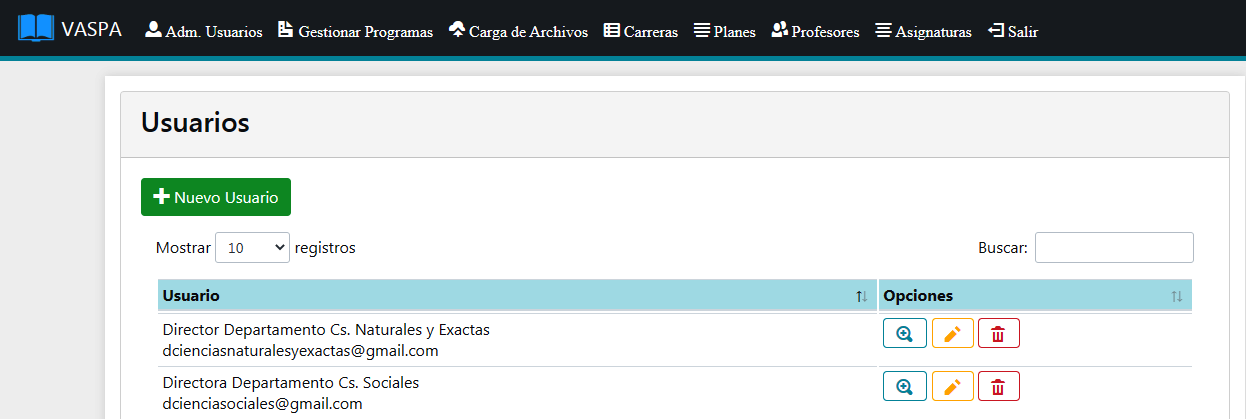 VASPA Adm. Usuarios Gestionar Programas Carga de Archivos Carreras Planes Profesores Asignaturas Salir
Usuarios
Nuevo Usuario
Mostrar 10 registros Buscar:
Usuario Opciones
Director Departamento Cs. Naturales y Exactas
dcienciasnaturalesyexactas@gmail.com
Directora Departamento Cs. Sociales
dcienciasociales@gmail.com